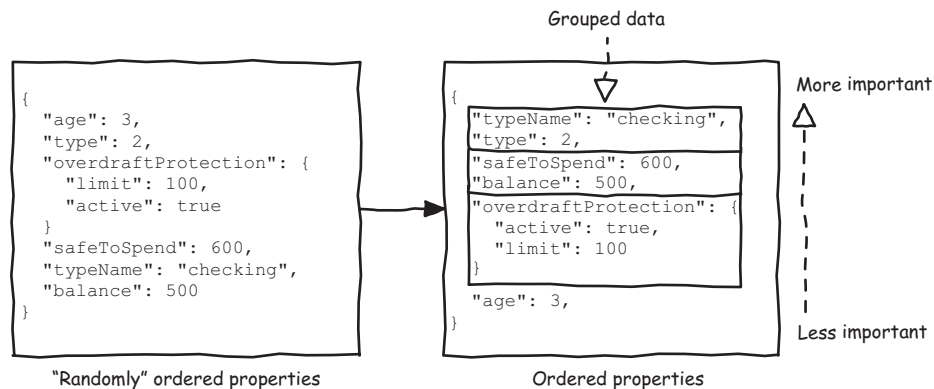 Grouped data
{
"age": 3,
"type": 2,
"overdraftProtection": {
"limit": 100,
"active": true
}
"safeToSpend": 600,
"typeName": "checking",
"balance": 500
}
"Randomly" ordered properties
{
"typeName": "checking",
"type": 2,
"safeToSpend": 600,
"balance": 500,
"overdraftProtection": {
"active": true,
"limit": 100
}
"age": 3,
}
Ordered properties
More important
Less important